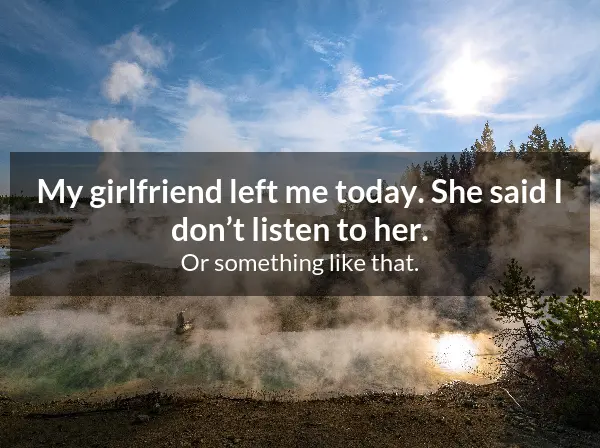 My girlfriend left me today. She said I
don’t listen to her.
Or something like that.